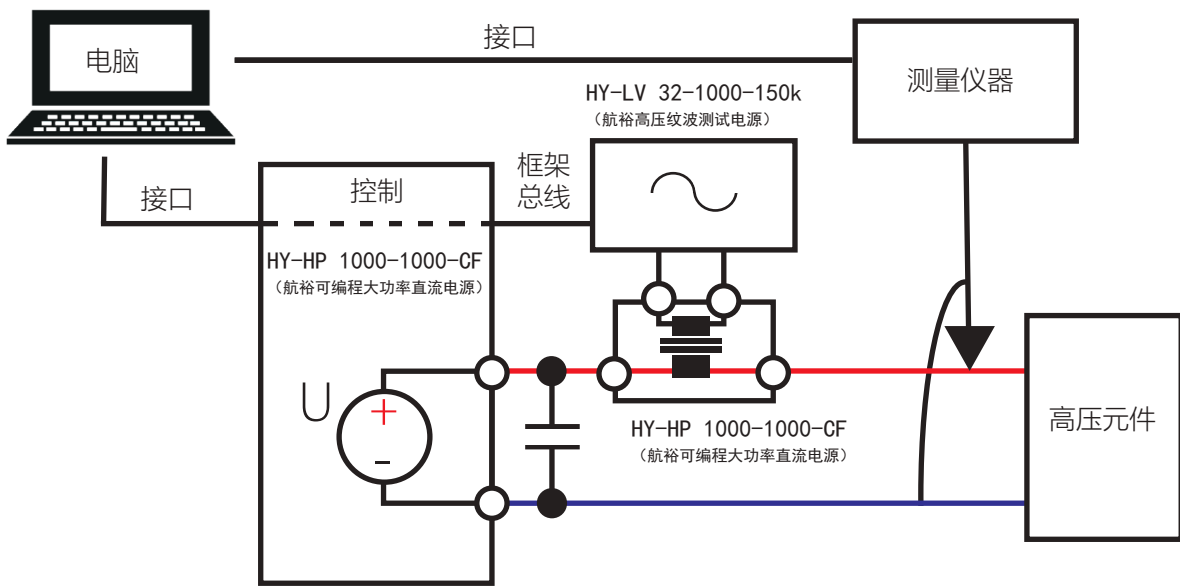 接口
电脑
测量仪器
HY-LV 32-1000-150k
(航裕高压纹波测试电源)
框架
总线
控制
接口
HY-HP 1000-1000-CF
(航裕可编程大功率直流电源)
U
+
-
高压元件
HY-HP 1000-1000-CF
(航裕可编程大功率直流电源)